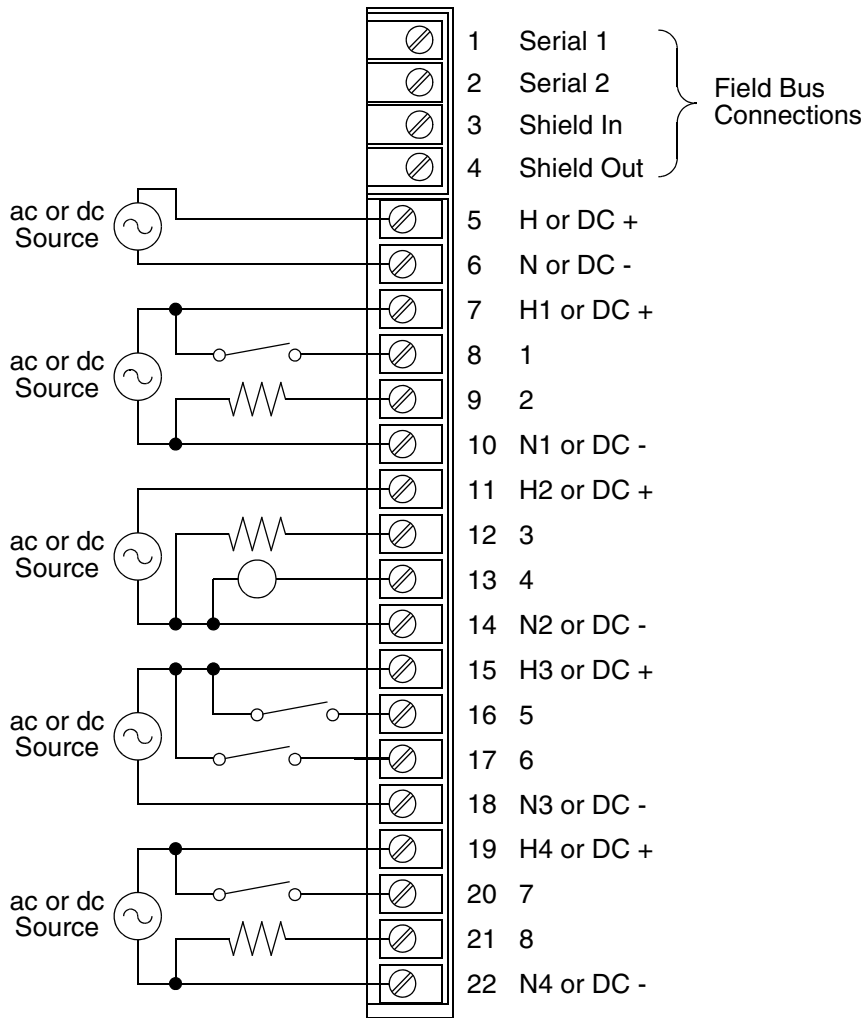 1 Serial 1
2 Serial 2
3 Shield In
4 Shield Out
Field Bus
Connections
ac or dc
Source
5 H or DC +
6 N or DC -
7 H1 or DC +
ac or dc
Source
8 1
9 2
10 N1 or DC -
11 H2 or DC +
ac or dc
Source
12 3
13 4
14 N2 or DC -
15 H3 or DC +
ac or dc
Source
16 5
17 6
18 N3 or DC -
19 H4 or DC +
ac or dc
Source
20 7
21 8
22 N4 or DC -